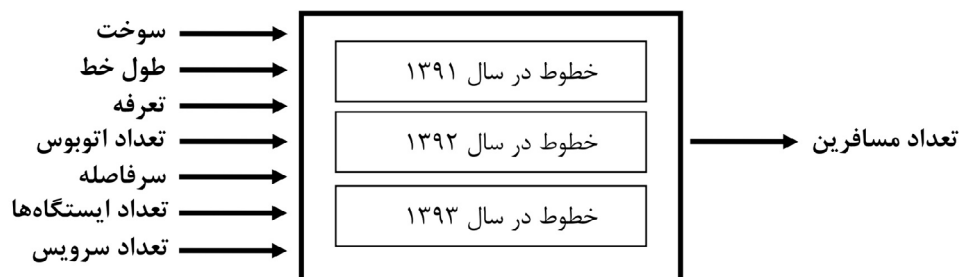 سوخت
طول خط
تعرفه
تعداد اتوبوس
سرفاصله
تعداد ایستگاه‌ها
تعداد سرویس
خطوط در سال ۱۳۹۱
خطوط در سال ۱۳۹۲
خطوط در سال ۱۳۹۳
تعداد مسافرین